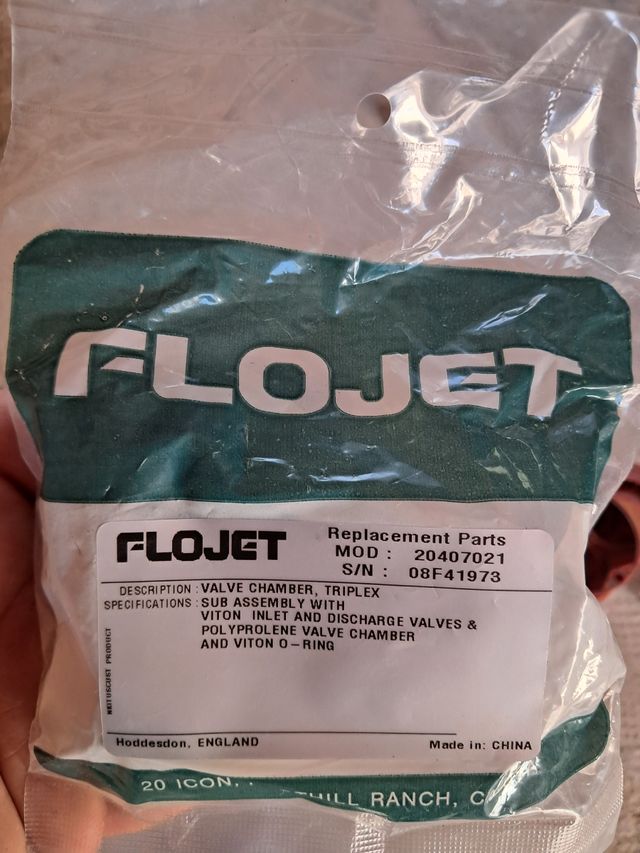 FLOJET
FLOJET
Replacement Parts
MOD : 20407021
S/N : 08F41973
DESCRIPTION : VALVE CHAMBER, TRIPLEX
SPECIFICATIONS : SUB ASSEMBLY WITH
VITON INLET AND DISCHARGE VALVES &
POLYPROLENE VALVE CHAMBER
AND VITON O-RING
PRODUCT
Hoddesdon, ENGLAND
Made in: CHINA
20 ICON, RANCH,